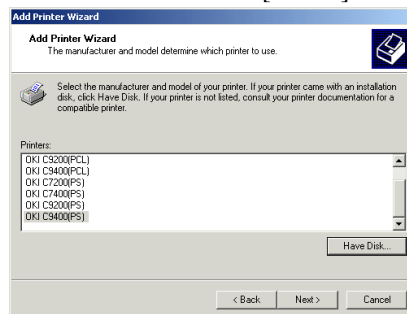 Add Printer Wizard
Add Printer Wizard
The manufacturer and model determine which printer to use.
Select the manufacturer and model of your printer. If your printer came with an installation
disk, click Have Disk. If your printer is not listed, consult your printer documentation for a
compatible printer.
Printers:
OKI C9200(PCL)
OKI C9400(PCL)
OKI C7200(PS)
OKI C7400(PS)
OKI C9200(PS)
OKI C9400(PS)
Have Disk...
< Back
Next >
Cancel